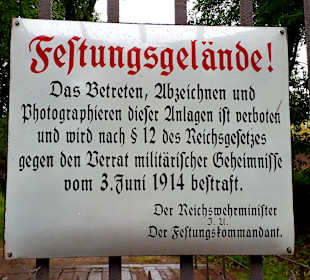 Feſtungsgelände!
Das Betreten, Abzeichnen und
Photographieren dieſer Anlagen iſt verboten
und wird nach § 12 des Reichsgeſetzes
gegen den Verrat militäriſcher Geheimniſſe
vom 3. Juni 1914 beſtraft.
Der Reichswehrminiſter
J. A.
Der Feſtungskommandant.